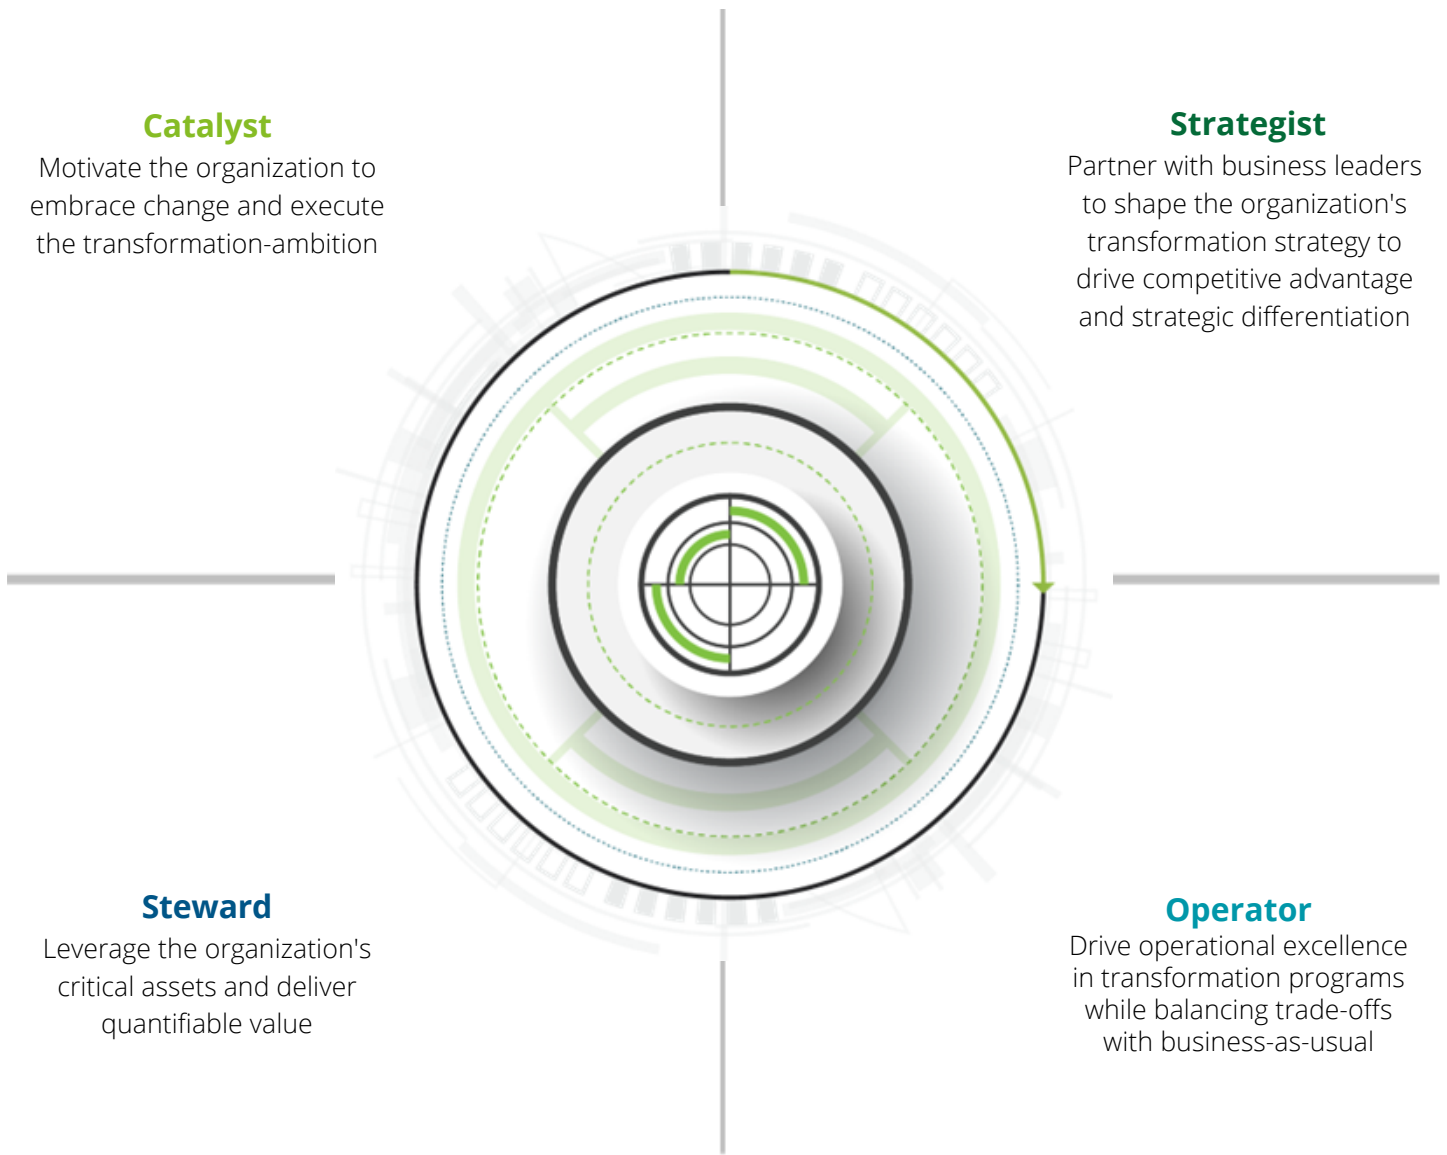 Catalyst
Motivate the organization to
embrace change and execute
the transformation-ambition
Strategist
Partner with business leaders
to shape the organization's
transformation strategy to
drive competitive advantage
and strategic differentiation
Steward
Leverage the organization's
critical assets and deliver
quantifiable value
Operator
Drive operational excellence
in transformation programs
while balancing trade-offs
with business-as-usual